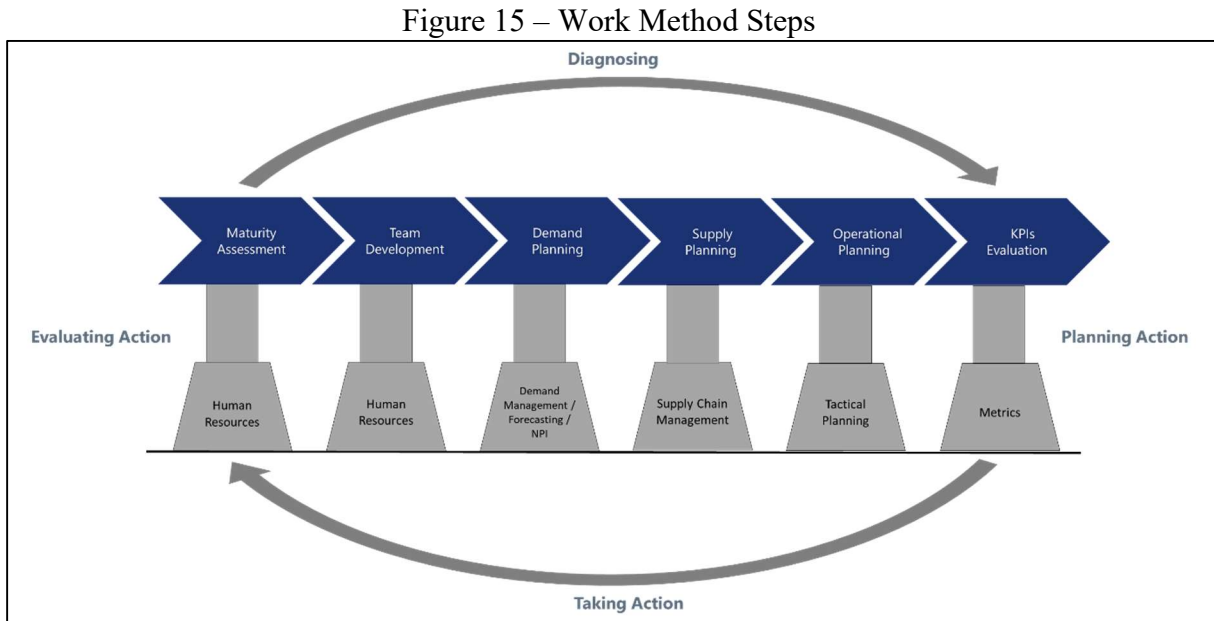 Figure 15 – Work Method Steps
Diagnosing
Maturity
Assessment
Team
Development
Demand
Planning
Supply
Planning
Operational
Planning
KPIs
Evaluation
Evaluating Action
Planning Action
Human
Resources
Human
Resources
Demand
Management /
Forecasting /
NPI
Supply Chain
Management
Tactical
Planning
Metrics
Taking Action